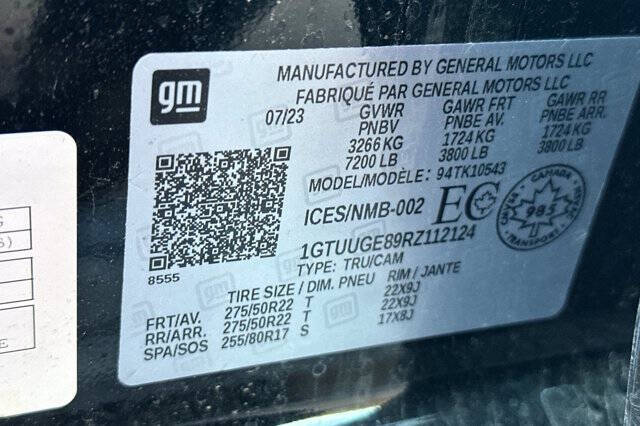 gm
MANUFACTURED BY GENERAL MOTORS LLC
FABRIQUÉ PAR GENERAL MOTORS LLC
07/23 GVWR GAWR FRT GAWR RR
PNBV PNBE AV. PNBE ARR.
3266 KG 1724 KG 1724 KG
7200 LB 3800 LB 3800 LB
MODEL/MODÈLE: 94TK10543
ICES/NMB-002 EC
CANADA
985
1GTUUGE89RZ112124
TYPE: TRU/CAM
8555
TIRE SIZE / DIM. PNEU RIM / JANTE
FRT/AV. 275/50R22 T 22X9J
RR/ARR. 275/50R22 T 22X9J
SPA/SOS 255/80R17 S 17X8J
G
S)
E